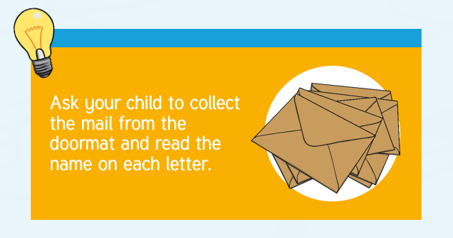 Ask your child to collect
the mail from the
doormat and read the
name on each letter.